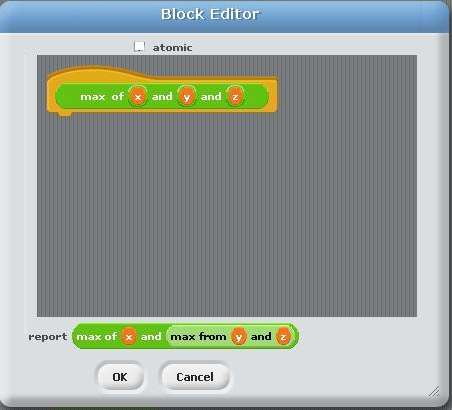 Block Editor
atomic
max of x and y and z
report max of x and max from y and z
OK Cancel